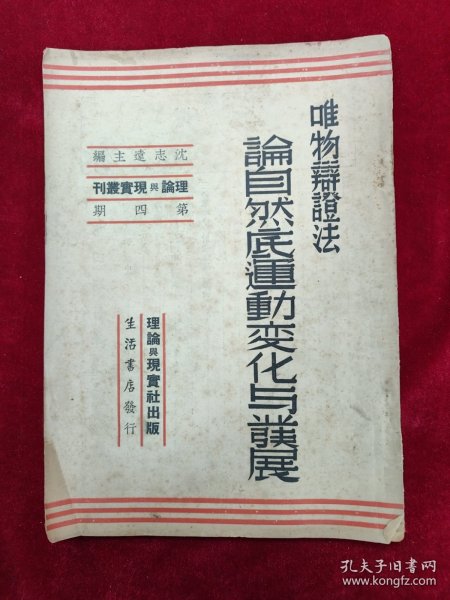 唯物辯證法
論自然底運動変化与發展
編主遠志沈
刊叢實現與論理
期四第
理論與現實社出版
生活書店發行
孔夫子旧书网
www.kongfz.com